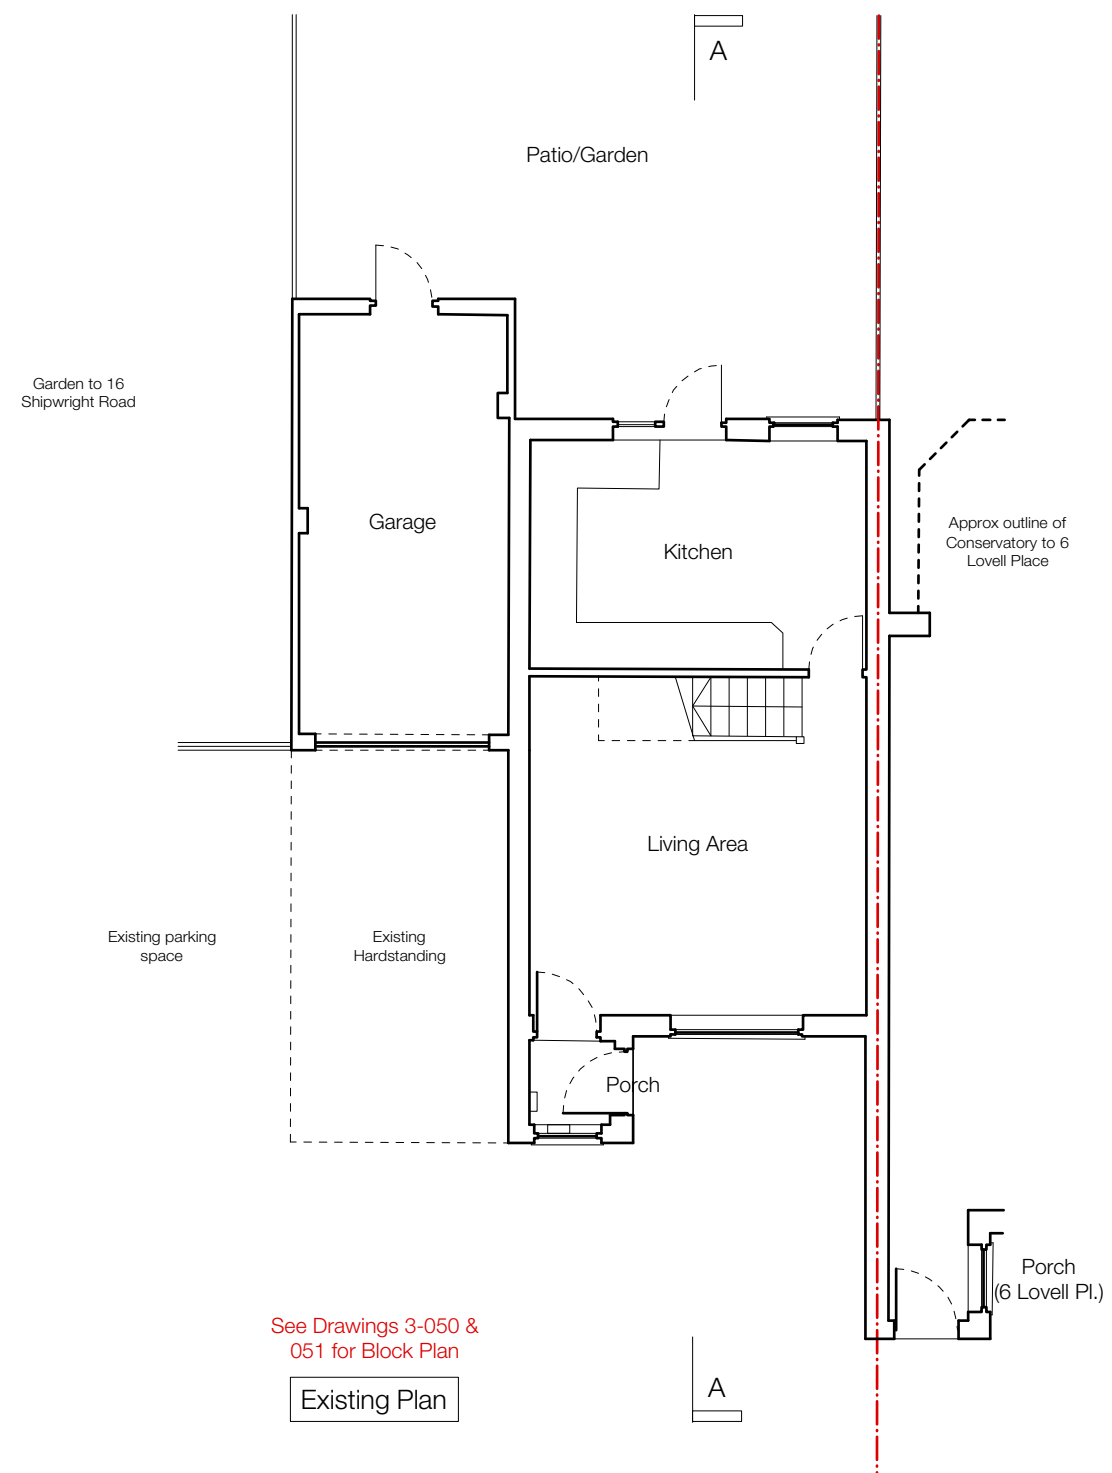 A
Patio/Garden
Garden to 16
Shipwright Road
Garage
Kitchen
Approx outline of
Conservatory to 6
Lovell Place
Living Area
Existing parking
space
Existing
Hardstanding
Porch
Porch
(6 Lovell Pl.)
See Drawings 3-050 &
051 for Block Plan
Existing Plan
A